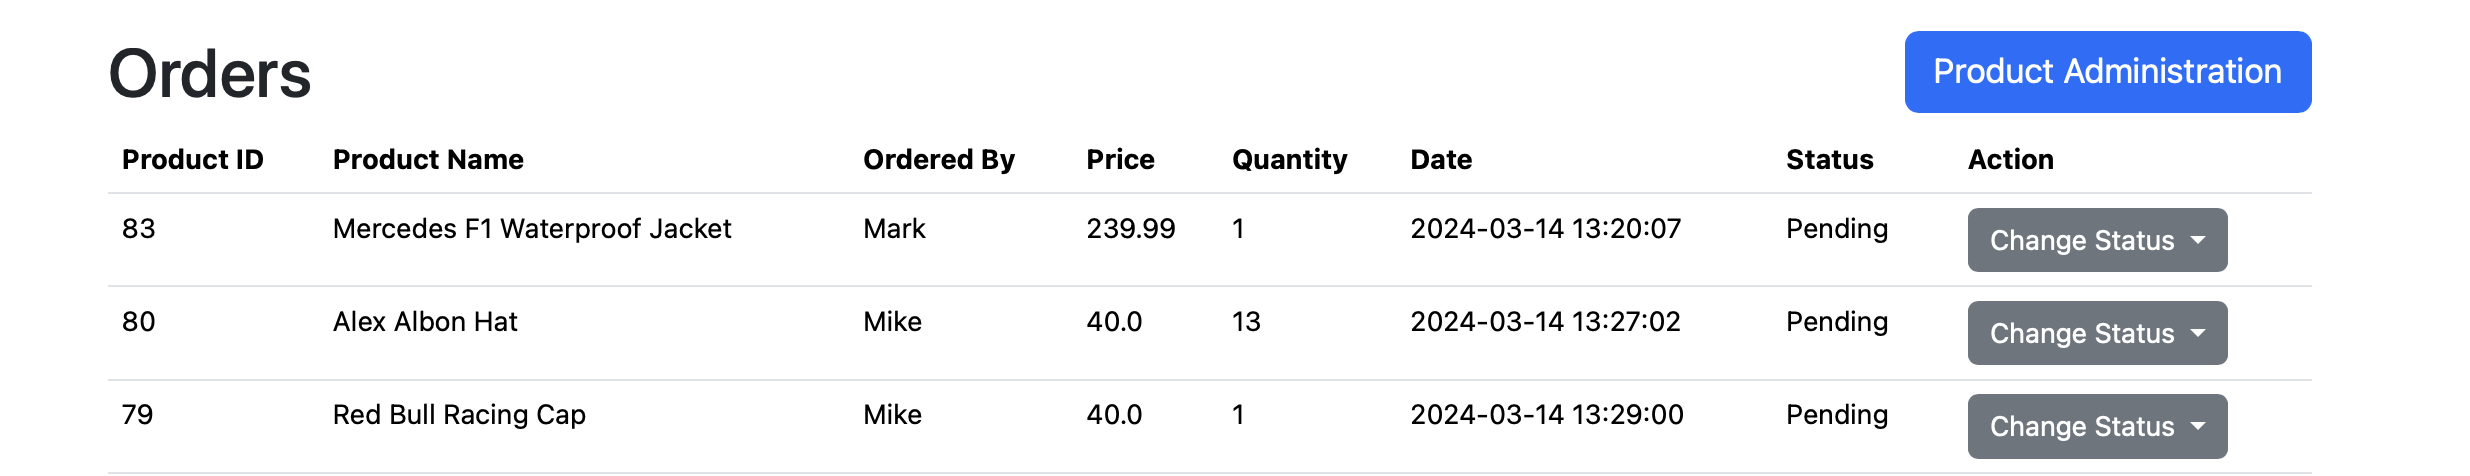 Orders
Product Administration
Product ID Product Name Ordered By Price Quantity Date Status Action
83 Mercedes F1 Waterproof Jacket Mark 239.99 1 2024-03-14 13:20:07 Pending Change Status
80 Alex Albon Hat Mike 40.0 13 2024-03-14 13:27:02 Pending Change Status
79 Red Bull Racing Cap Mike 40.0 1 2024-03-14 13:29:00 Pending Change Status